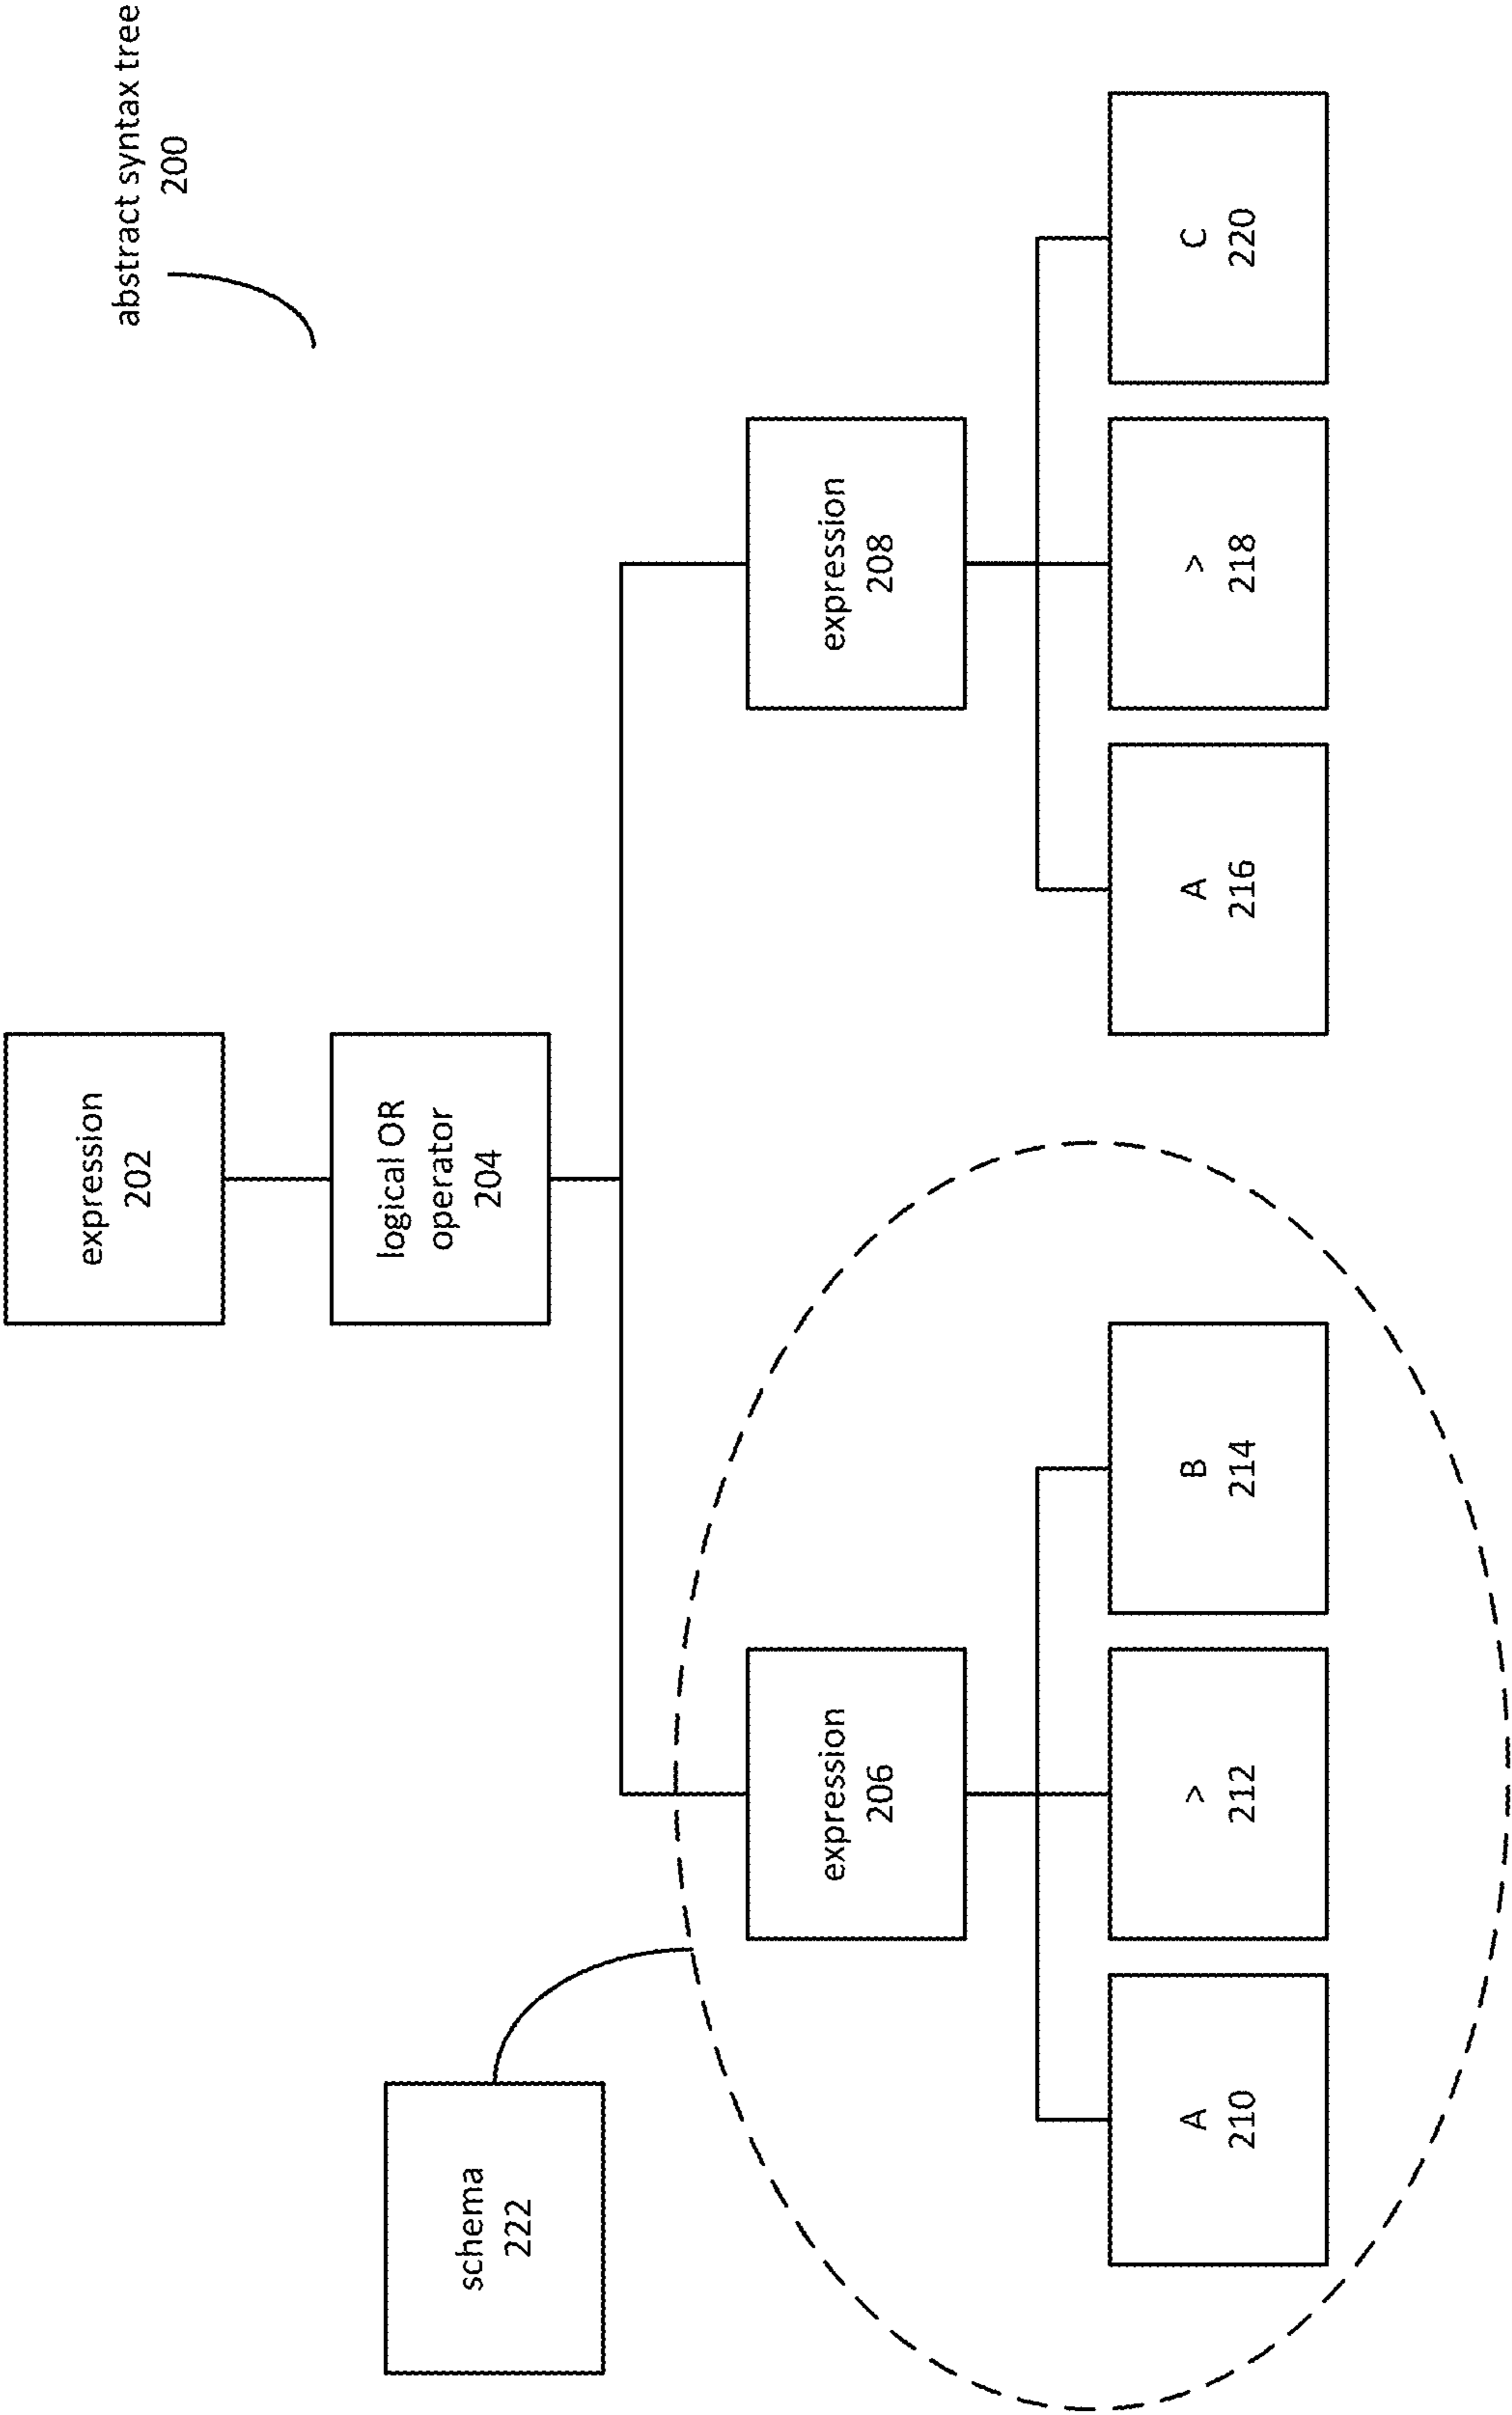 expression
202
abstract syntax tree
200
logical OR
operator
204
schema
222
expression
206
expression
208
A
210
>
212
B
214
A
216
>
218
C
220